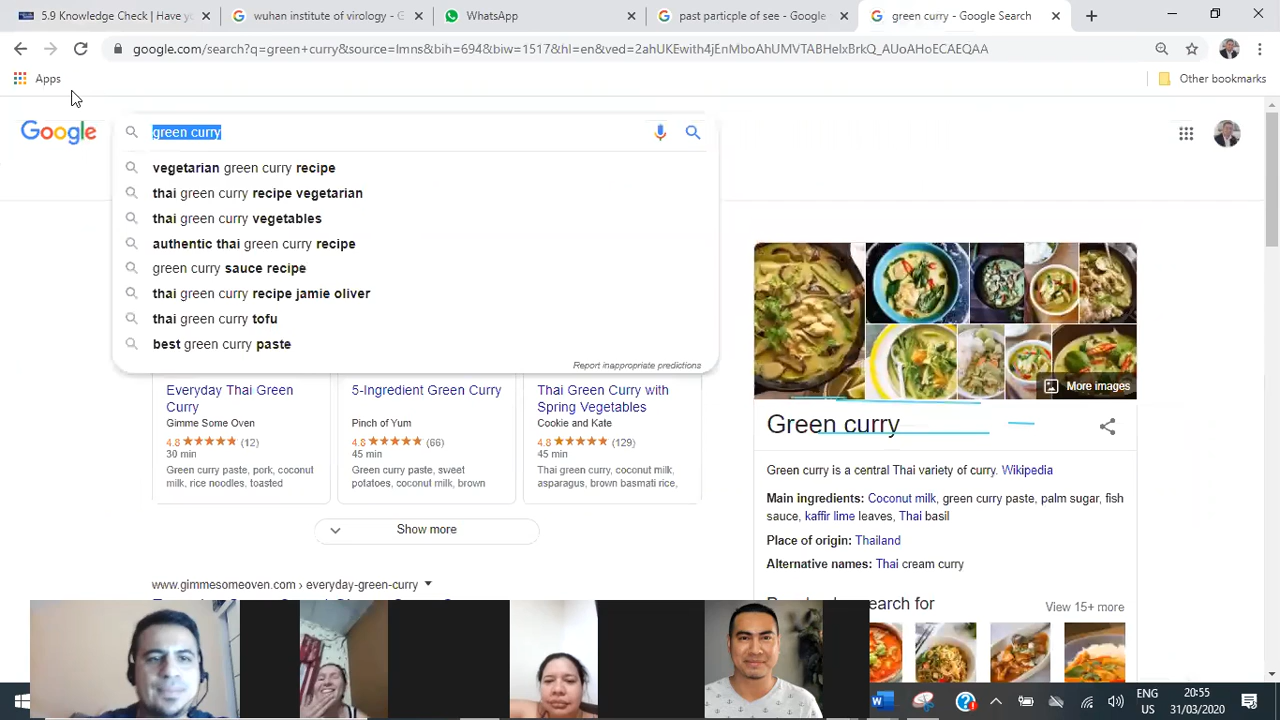 5.9 Knowledge Check | Have y
wuhan institute of virology - G
WhatsApp
past particple of see - Google
green curry - Google Search
google.com/search?q=green+curry&source=lmns&bih=694&biw=1517&hl=en&ved=2ahUKEwith4jEnMboAhUMVTABHelxBrkQ_AUoAHoECAEQAA
Apps
Other bookmarks
Google
green curry
vegetarian green curry recipe
thai green curry recipe vegetarian
thai green curry vegetables
authentic thai green curry recipe
green curry sauce recipe
thai green curry recipe jamie oliver
thai green curry tofu
best green curry paste
Report inappropriate predictions
Everyday Thai Green
Curry
Gimme Some Oven
4.8 (12)
30 min
Green curry paste, pork, coconut
milk, rice noodles, toasted
5-Ingredient Green Curry
Pinch of Yum
4.8 (66)
45 min
Green curry paste, sweet
potatoes, coconut milk, brown
Thai Green Curry with
Spring Vegetables
Cookie and Kate
4.8 (129)
45 min
Thai green curry, coconut milk,
asparagus, brown basmati rice,
Show more
www.gimmesomeoven.com › everyday-green-curry
More images
Green curry
Green curry is a central Thai variety of curry. Wikipedia
Main ingredients: Coconut milk, green curry paste, palm sugar, fish
sauce, kaffir lime leaves, Thai basil
Place of origin: Thailand
Alternative names: Thai cream curry
search for
View 15+ more
ENG
US
20:55
31/03/2020